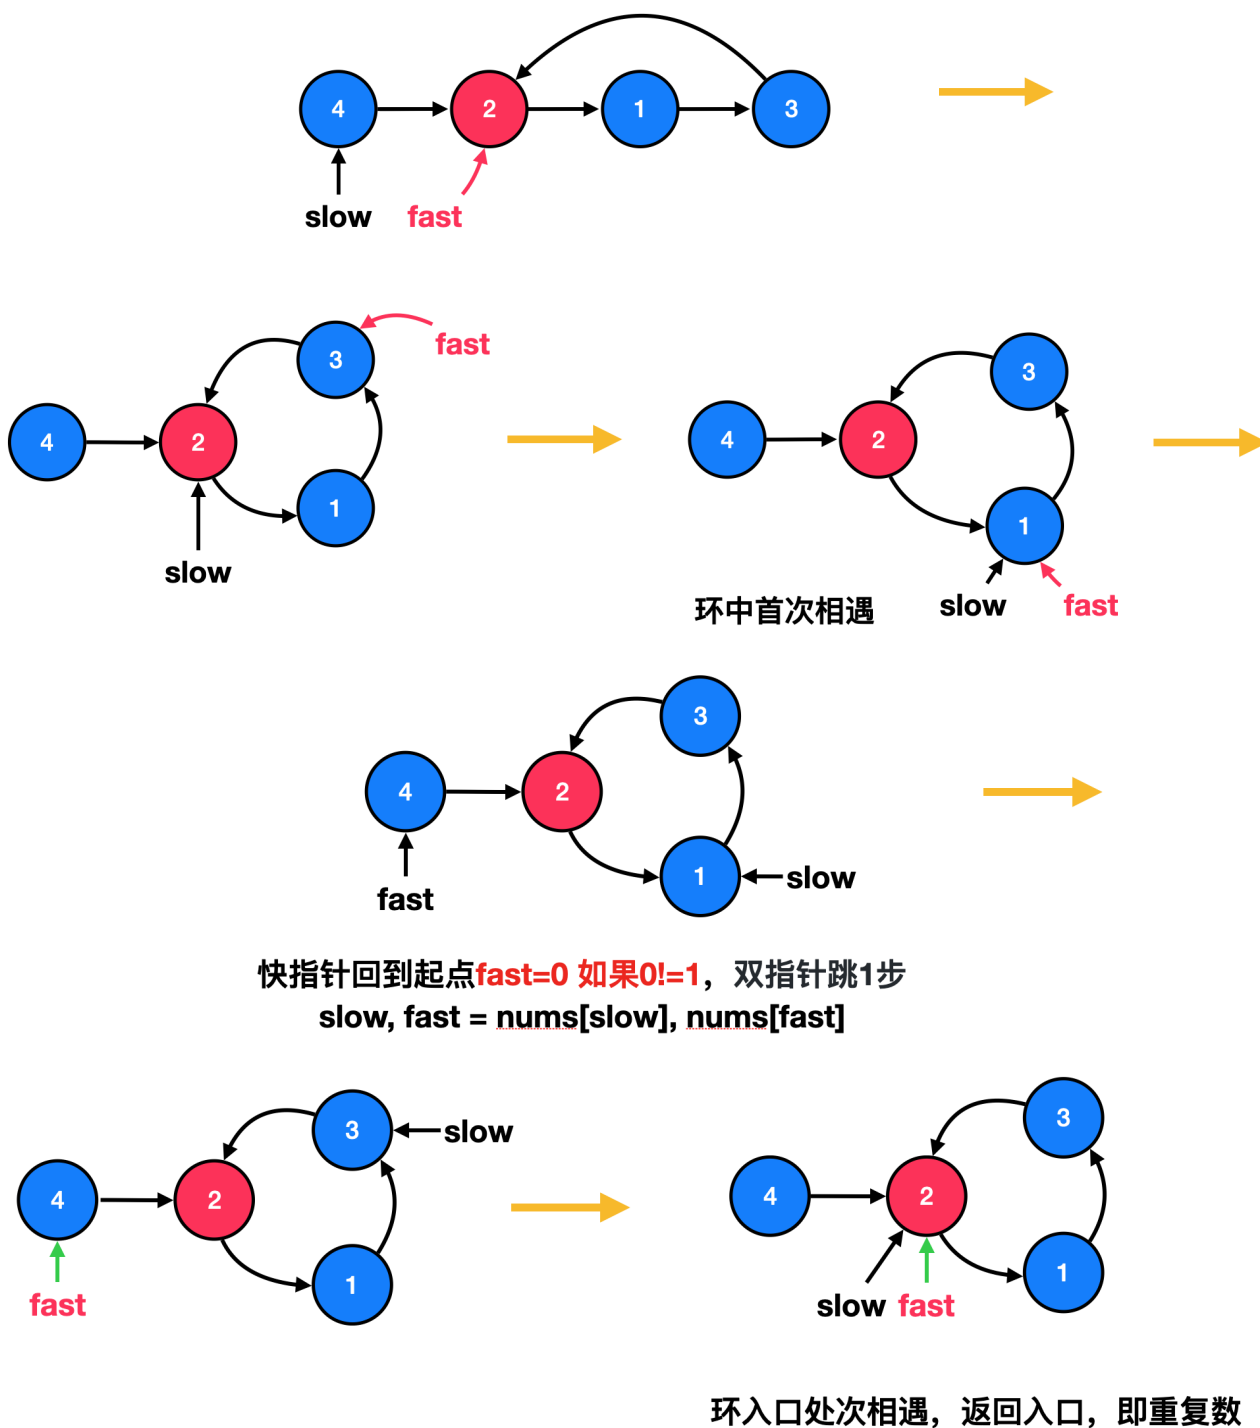 4 2 1 3
slow fast
3
fast
4 2
1
slow
3
4 2
1
slow fast
环中首次相遇
3
4 2
1
slow
fast
快指针回到起点fast=0 如果0!=1，双指针跳1步
slow, fast = nums[slow], nums[fast]
3
slow
4 2
1
fast
3
4 2
1
slow fast
环入口处次相遇，返回入口，即重复数